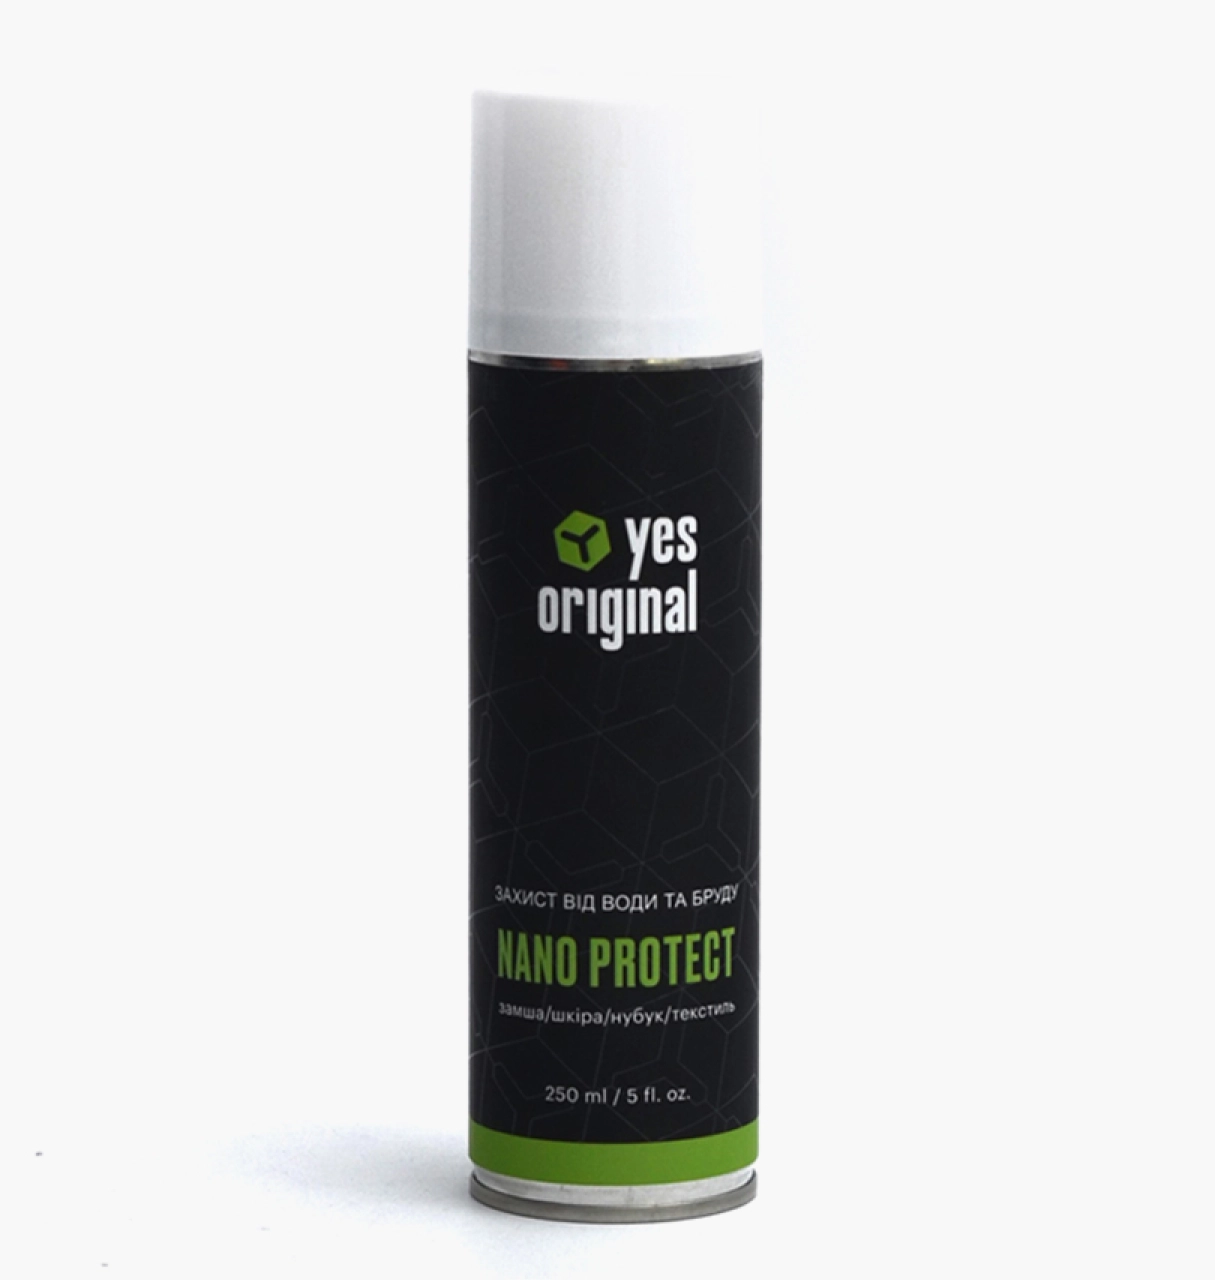 yes
original
ЗАХИСТ ВІД ВОДИ ТА БРУДУ
NANO PROTECT
замша/шкіра/нубук/текстиль
250 ml / 5 fl. oz.